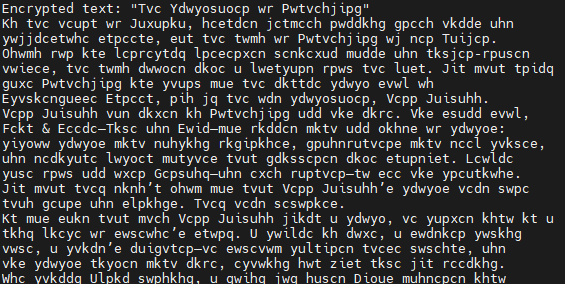 Encrypted text: "Tvc Ydwyosuocp wr Pwtvchjipg"
Kh tvc vcupt wr Juxupku, hcetdcn jctmcch pwddkhg gpcch vkdde uhn
ywjjdcetwhc etpccte, eut tvc twmh wr Pwtvchjipg wj ncp Tuijcp.
Ohwmh rwp kte lcprcytdq lpcecpxcn scnkcxud mudde uhn tksjcp-rpuscn
vwiece, tvc twmh dwwocn dkoc u lwetyupn rpws tvc luet. Jit mvut tpidq
guxc Pwtvchjipg kte yvups mue tvc dkttdc ydwyo evwl wh
Eyvskcngueec Etpcct, pih jq tvc wdn ydwyosuocp, Vcpp Juisuhh.
Vcpp Juisuhh vun dkxcn kh Pwtvchjipg udd vke dkrc. Vke esudd evwl,
Fckt & Eccdc—Tksc uhn Ewid—mue rkddcn mktv udd okhne wr ydwyoe:
yiyoww ydwyoe mktv nuhykhg rkgipkhce, gpuhnrutvcpe mktv nccl yvksce,
uhn ncdkyutc lwyoct mutyvce tvut gdksscpcn dkoc etupniet. Lcwldc
yusc rpws udd wxcp Gcpsuhq—uhn cxch ruptvcp—tw ecc vke ypcutkwhe.
Jit mvut tvcq nknh’t ohwm mue tvut Vcpp Juisuhh’e ydwyoe vcdn swpc
tvuh gcupe uhn elpkhge. Tvcq vcdn scswpkce.
Kt mue eukn tvut mvch Vcpp Juisuhh jikdt u ydwyo, vc yupxcn khtw kt u
tkhq lkcyc wr ewscwhc’e etwpq. U ywildc kh dwxc, u ewdnkcp ywskhg
vwsc, u yvkdn’e duigvtcp—vc ewscvwm yultipcn tvcec swschte, uhn
vke ydwyoe tkyocn mktv dkrc, cyvwkhg hwt ziet tksc jit rccdkhg.
Whc vvkddq Ulpkd swphkhq, u qwihq jwq huscn Dioue muhncpcn khtw